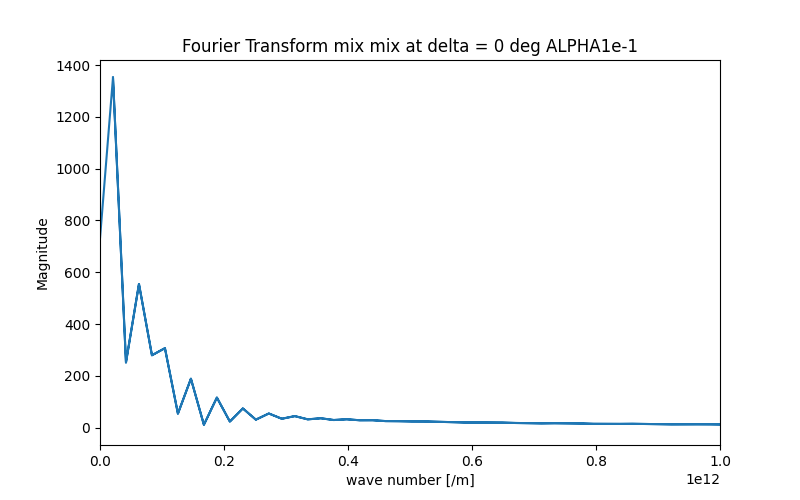 Fourier Transform mix mix at delta = 0 deg ALPHA1e-1
1400
1200
1000
800
600
400
200
0
Magnitude
0.0 0.2 0.4 0.6 0.8 1.0
1e12
wave number [/m]